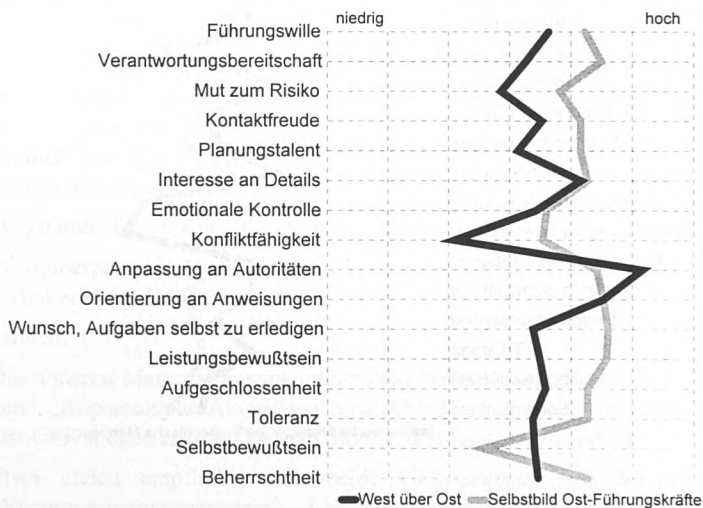 niedrig hoch
Führungswille
Verantwortungsbereitschaft
Mut zum Risiko
Kontaktfreude
Planungstalent
Interesse an Details
Emotionale Kontrolle
Konfliktfähigkeit
Anpassung an Autoritäten
Orientierung an Anweisungen
Wunsch, Aufgaben selbst zu erledigen
Leistungsbewußtsein
Aufgeschlossenheit
Toleranz
Selbstbewußtsein
Beherrschtheit
West über Ost Selbstbild Ost-Führungskräfte